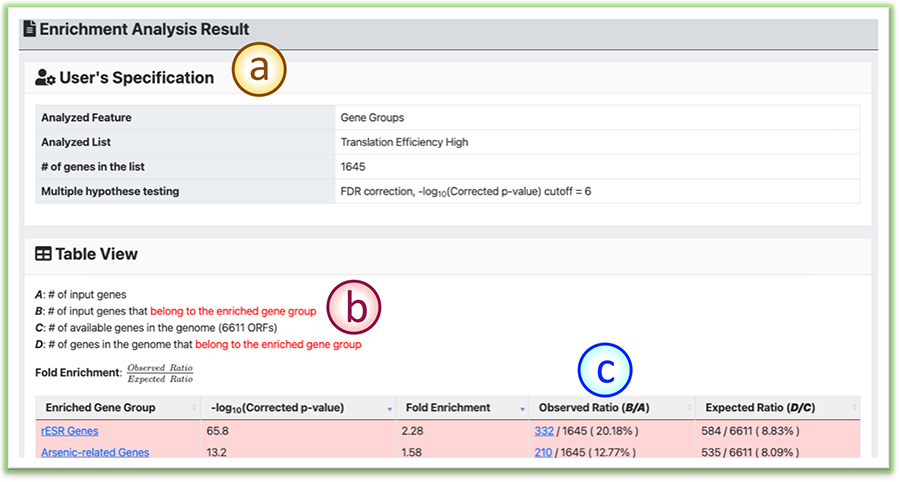 Enrichment Analysis Result
a
User's Specification
Analyzed Feature Gene Groups
Analyzed List Translation Efficiency High
# of genes in the list 1645
Multiple hypothese testing FDR correction, -log10(Corrected p-value) cutoff = 6
Table View
A: # of input genes
b
B: # of input genes that belong to the enriched gene group
C: # of available genes in the genome (6611 ORFs)
D: # of genes in the genome that belong to the enriched gene group
Fold Enrichment: Observed Ratio / Expected Ratio
c
Enriched Gene Group -log10(Corrected p-value) Fold Enrichment Observed Ratio (B/A) Expected Ratio (D/C)
rESR Genes 65.8 2.28 332 / 1645 ( 20.18% ) 584 / 6611 ( 8.83% )
Arsenic-related Genes 13.2 1.58 210 / 1645 ( 12.77% ) 535 / 6611 ( 8.09% )